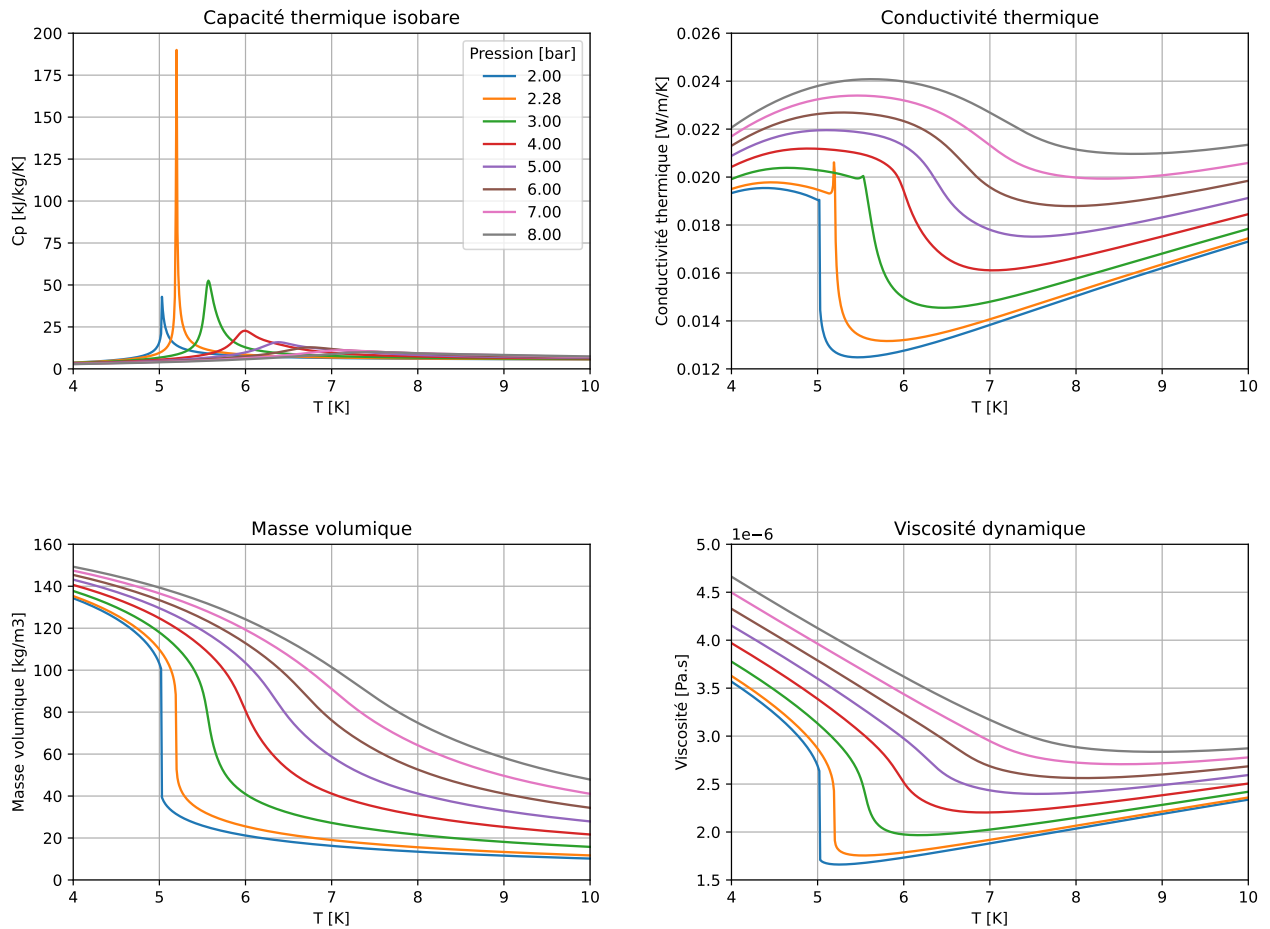 Capacité thermique isobare
200
175
150
125
100
75
50
25
0
Cp [kJ/kg/K]
4 5 6 7 8 9 10
T [K]
Pression [bar]
2.00
2.28
3.00
4.00
5.00
6.00
7.00
8.00
Conductivité thermique
0.026
0.024
0.022
0.020
0.018
0.016
0.014
0.012
Conductivité thermique [W/m/K]
4 5 6 7 8 9 10
T [K]
Masse volumique
160
140
120
100
80
60
40
20
0
Masse volumique [kg/m3]
4 5 6 7 8 9 10
T [K]
Viscosité dynamique
1e−6
5.0
4.5
4.0
3.5
3.0
2.5
2.0
1.5
Viscosité [Pa.s]
4 5 6 7 8 9 10
T [K]